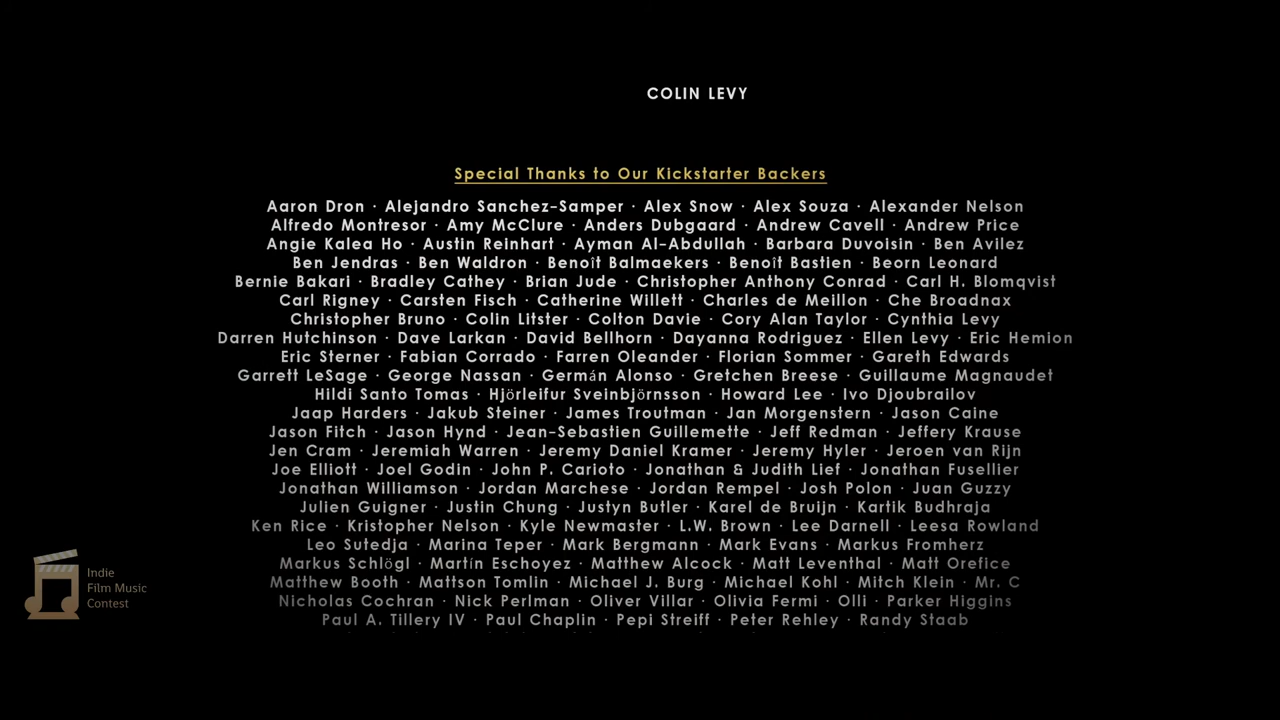 COLIN LEVY
Special Thanks to Our Kickstarter Backers
Aaron Dron · Alejandro Sanchez-Samper · Alex Snow · Alex Souza · Alexander Nelson
Alfredo Montresor · Amy McClure · Anders Dubgaard · Andrew Cavell · Andrew Price
Angie Kalea Ho · Austin Reinhart · Ayman Al-Abdullah · Barbara Duvoisin · Ben Avilez
Ben Jendras · Ben Waldron · Benoît Balmaekers · Benoît Bastien · Beorn Leonard
Bernie Bakari · Bradley Cathey · Brian Jude · Christopher Anthony Conrad · Carl H. Blomqvist
Carl Rigney · Carsten Fisch · Catherine Willett · Charles de Meillon · Che Broadnax
Christopher Bruno · Colin Litster · Colton Davie · Cory Alan Taylor · Cynthia Levy
Darren Hutchinson · Dave Larkan · David Bellhorn · Dayanna Rodriguez · Ellen Levy · Eric Hemion
Eric Sterner · Fabian Corrado · Farren Oleander · Florian Sommer · Gareth Edwards
Garrett LeSage · George Nassan · Germán Alonso · Gretchen Breese · Guillaume Magnaudet
Hildi Santo Tomas · Hjörleifur Sveinbjörnsson · Howard Lee · Ivo Djoubrailov
Jaap Harders · Jakub Steiner · James Troutman · Jan Morgenstern · Jason Caine
Jason Fitch · Jason Hynd · Jean-Sebastien Guillemette · Jeff Redman · Jeffery Krause
Jen Cram · Jeremiah Warren · Jeremy Daniel Kramer · Jeremy Hyler · Jeroen van Rijn
Joe Elliott · Joel Godin · John P. Carioto · Jonathan & Judith Lief · Jonathan Fusellier
Jonathan Williamson · Jordan Marchese · Jordan Rempel · Josh Polon · Juan Guzzy
Julien Guigner · Justin Chung · Justyn Butler · Karel de Bruijn · Kartik Budhraja
Ken Rice · Kristopher Nelson · Kyle Newmaster · L.W. Brown · Lee Darnell · Leesa Rowland
Leo Sutedja · Marina Teper · Mark Bergmann · Mark Evans · Markus Fromherz
Markus Schlögl · Martín Eschoyez · Matthew Alcock · Matt Leventhal · Matt Orefice
Matthew Booth · Mattson Tomlin · Michael J. Burg · Michael Kohl · Mitch Klein · Mr. C
Nicholas Cochran · Nick Perlman · Oliver Villar · Olivia Fermi · Olli · Parker Higgins
Paul A. Tillery IV · Paul Chaplin · Pepi Streiff · Peter Rehley · Randy Staab
Indie
Film Music
Contest